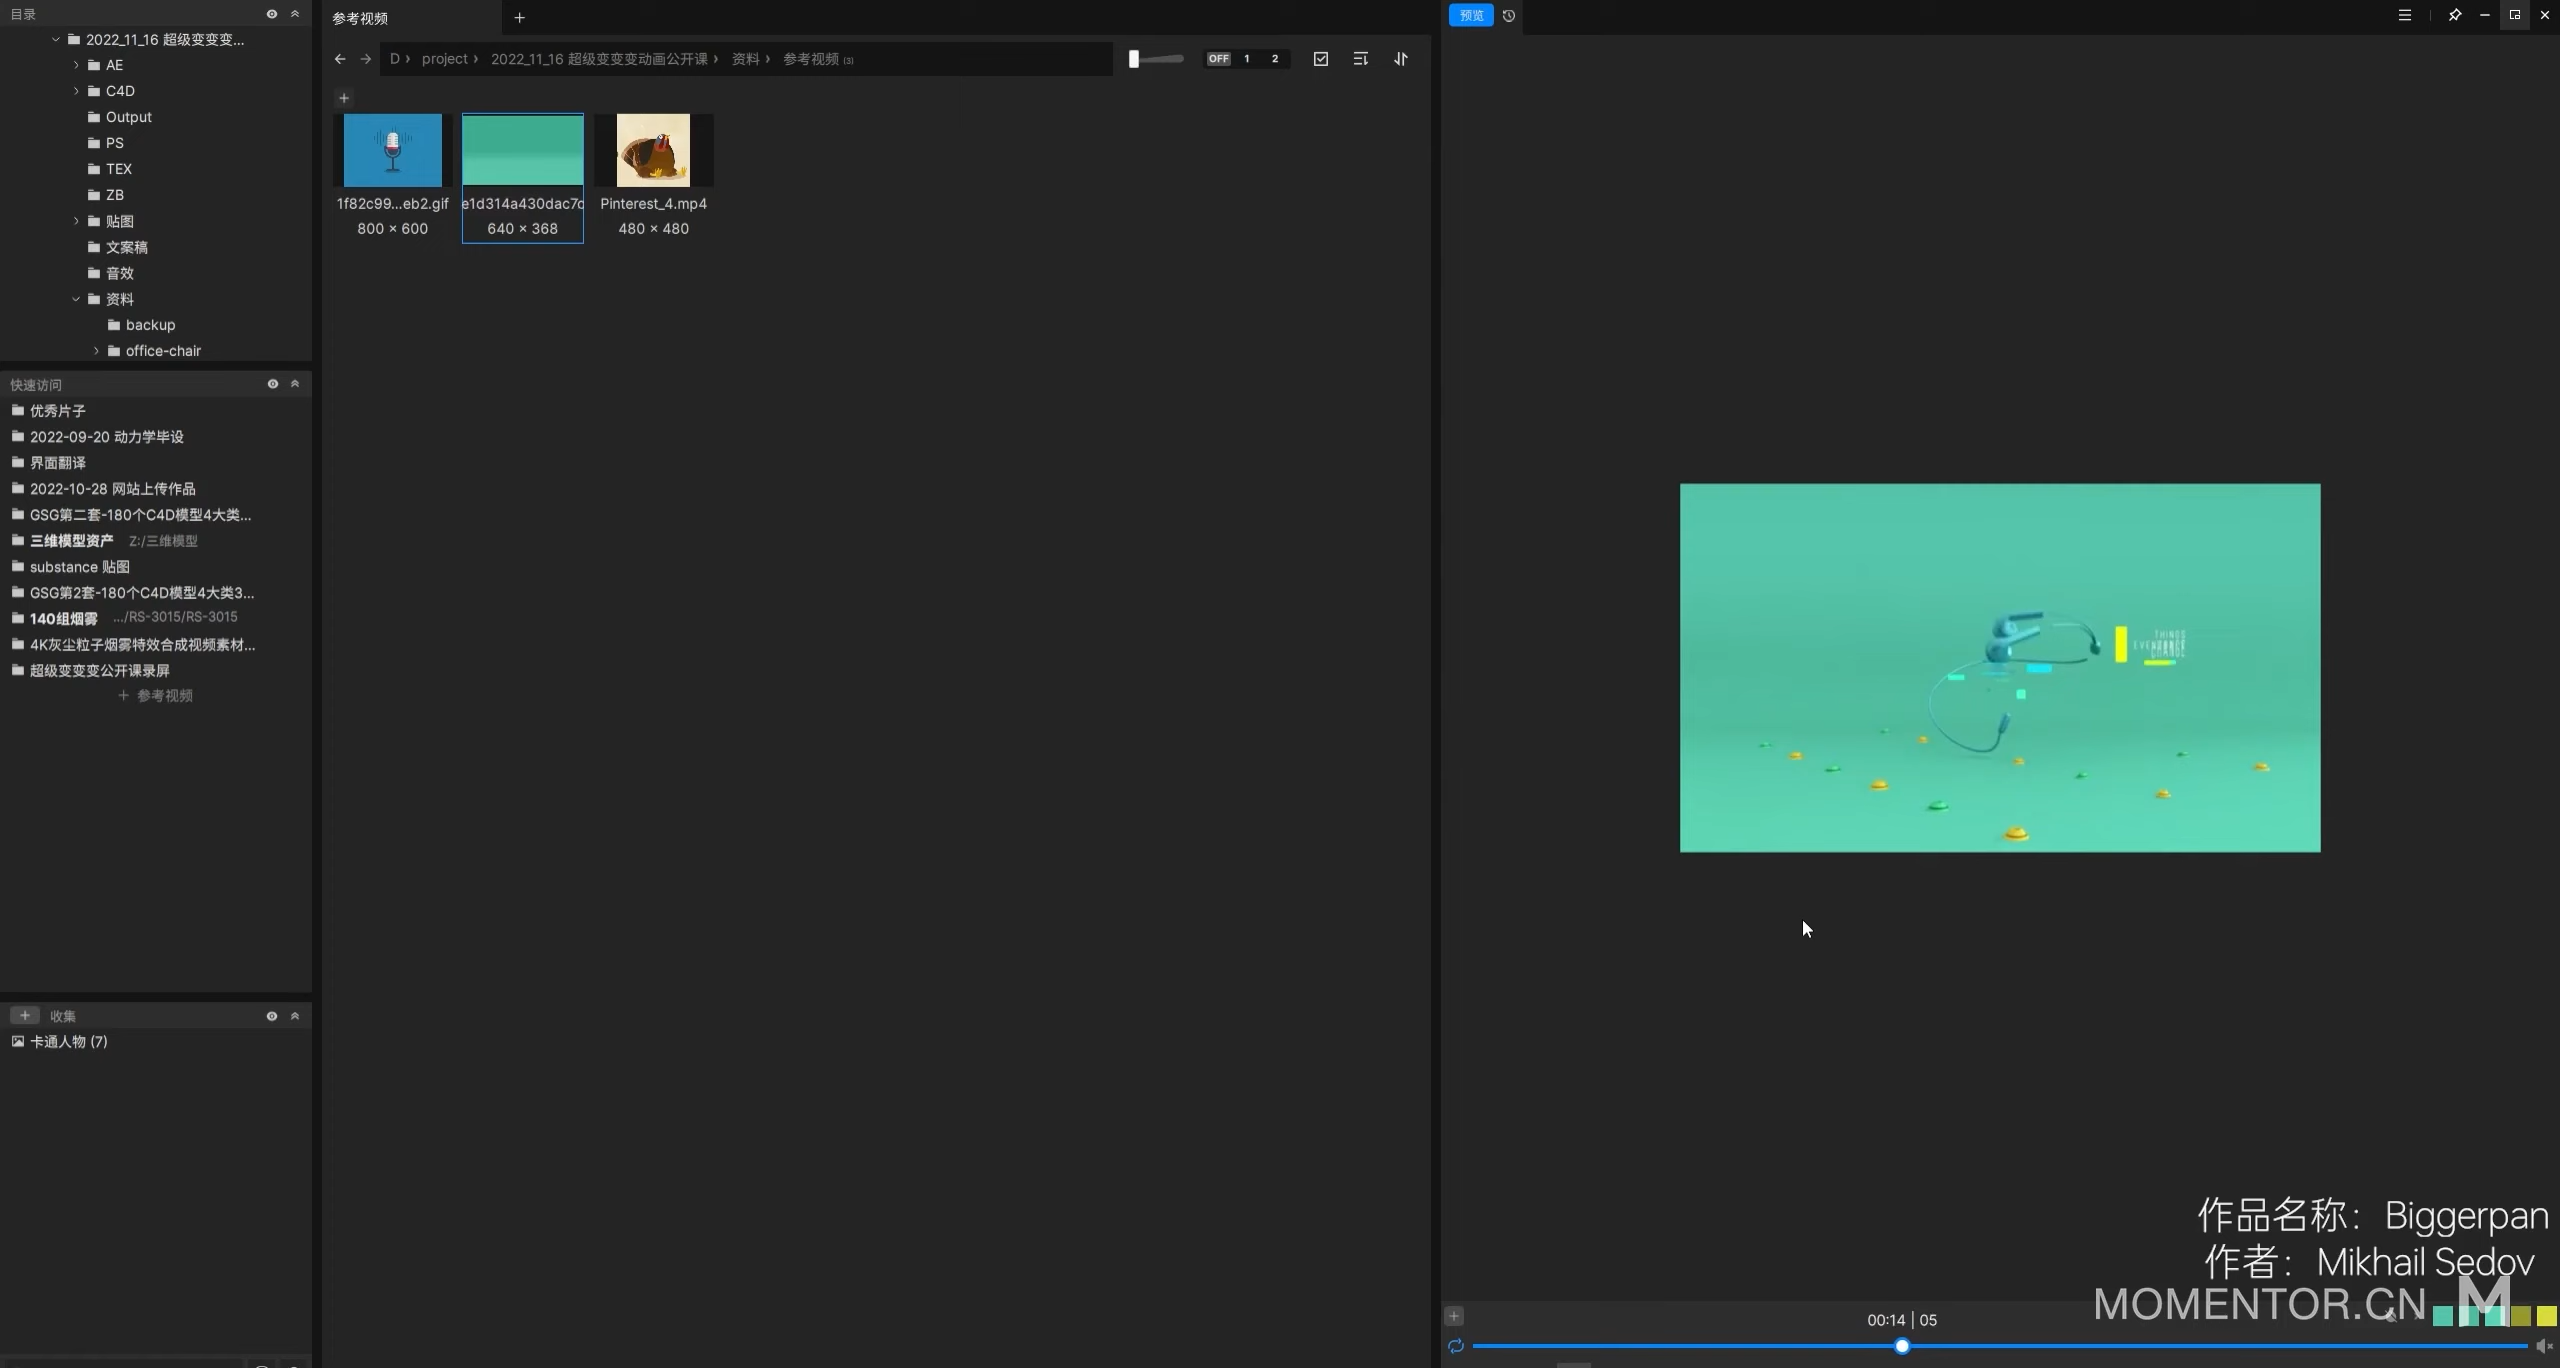 目录
2022_11_16 超级变变变...
AE
C4D
Output
PS
TEX
ZB
贴图
文案稿
音效
资料
backup
office-chair
快速访问
优秀片子
2022-09-20 动力学毕设
界面翻译
2022-10-28 网站上传作品
GSG第二套-180个C4D模型4大类...
三维模型资产 Z:/三维模型
substance 贴图
GSG第2套-180个C4D模型4大类3...
140组烟雾 .../RS-3015/RS-3015
4K灰尘粒子烟雾特效合成视频素材...
超级变变变公开课录屏
+ 参考视频
+ 收集
卡通人物 (7)
参考视频 +
D › project › 2022_11_16 超级变变变动画公开课 › 资料 › 参考视频 (3)
OFF 1 2
+
1f82c99...eb2.gif
800 × 600
e1d314a430dac7c
640 × 368
Pinterest_4.mp4
480 × 480
预览
THINGS
CHANGE
作品名称：Biggerpan
作者：Mikhail Sedov
MOMENTOR.CN M
+ 00:14 | 05